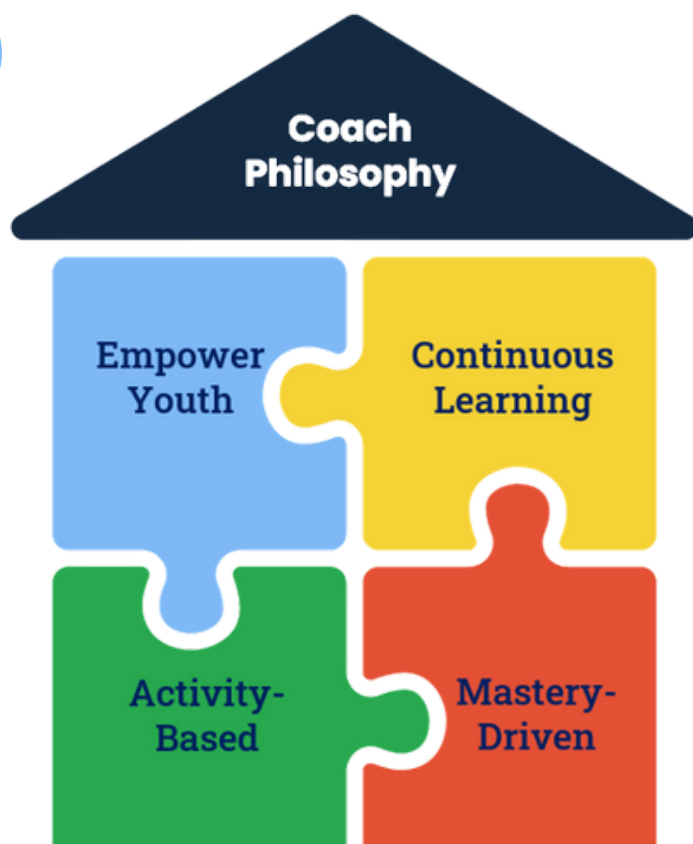 Coach
Philosophy
Empower
Youth
Continuous
Learning
Activity-
Based
Mastery-
Driven